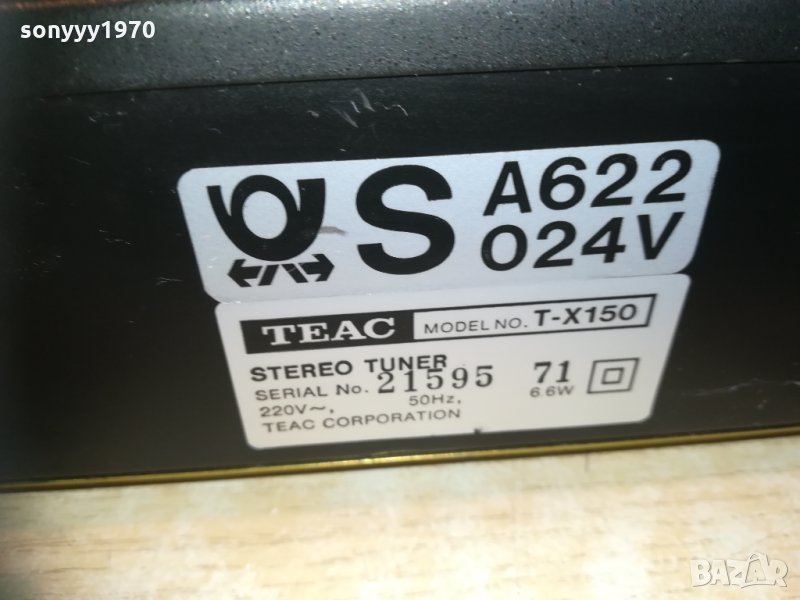 sonyyy1970
S A622
024V
TEAC MODEL NO. T-X150
STEREO TUNER
SERIAL No. 21595 71
220V~, 50Hz, 6.6W
TEAC CORPORATION
BAZAR